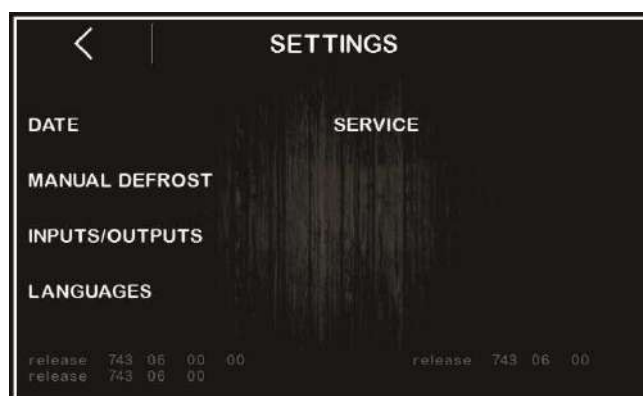 SETTINGS
DATE
SERVICE
MANUAL DEFROST
INPUTS/OUTPUTS
LANGUAGES
release 743 06 00 00
release 743 06 00
release 743 06 00